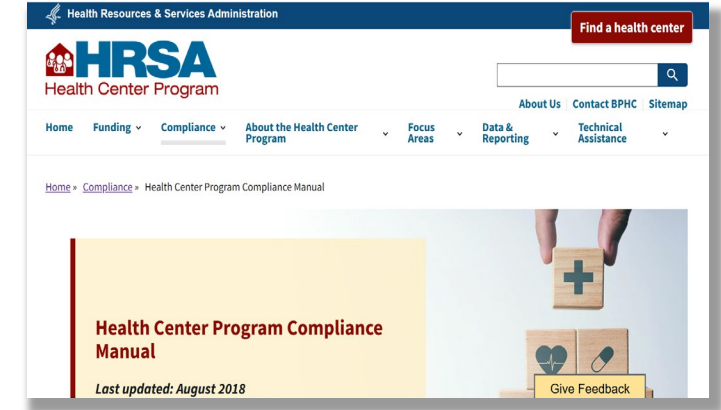 Health Resources & Services Administration
Find a health center
HRSA
Health Center Program
About Us Contact BPHC Sitemap
Home Funding Compliance About the Health Center Program Focus Areas Data & Reporting Technical Assistance
Home » Compliance » Health Center Program Compliance Manual
Health Center Program Compliance
Manual
Last updated: August 2018
Give Feedback